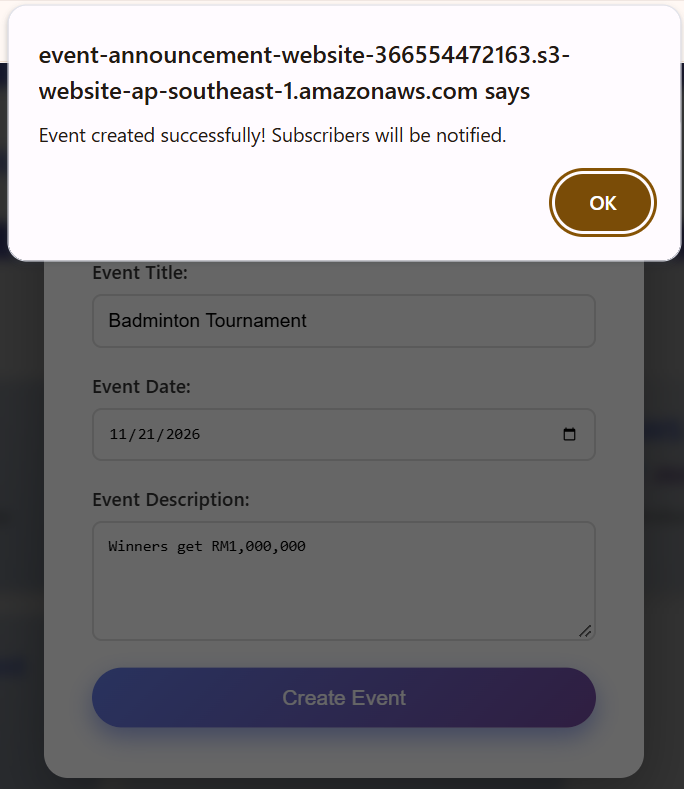 event-announcement-website-366554472163.s3-
website-ap-southeast-1.amazonaws.com says
Event created successfully! Subscribers will be notified.
OK
Event Title:
Badminton Tournament
Event Date:
11/21/2026
Event Description:
Winners get RM1,000,000
Create Event